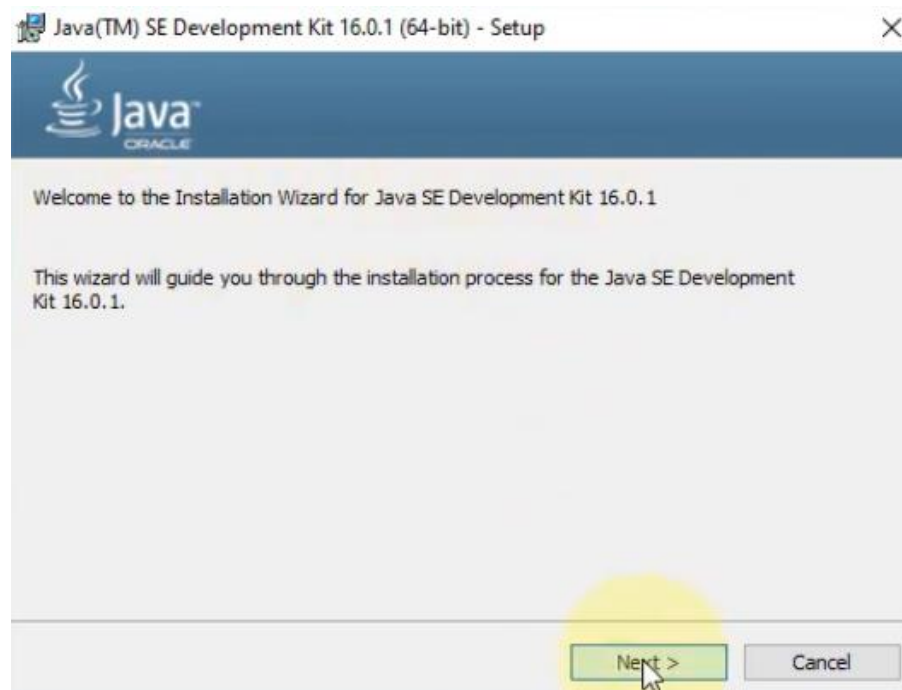 Java(TM) SE Development Kit 16.0.1 (64-bit) - Setup
Java™
ORACLE
Welcome to the Installation Wizard for Java SE Development Kit 16.0.1
This wizard will guide you through the installation process for the Java SE Development
Kit 16.0.1.
Next >
Cancel